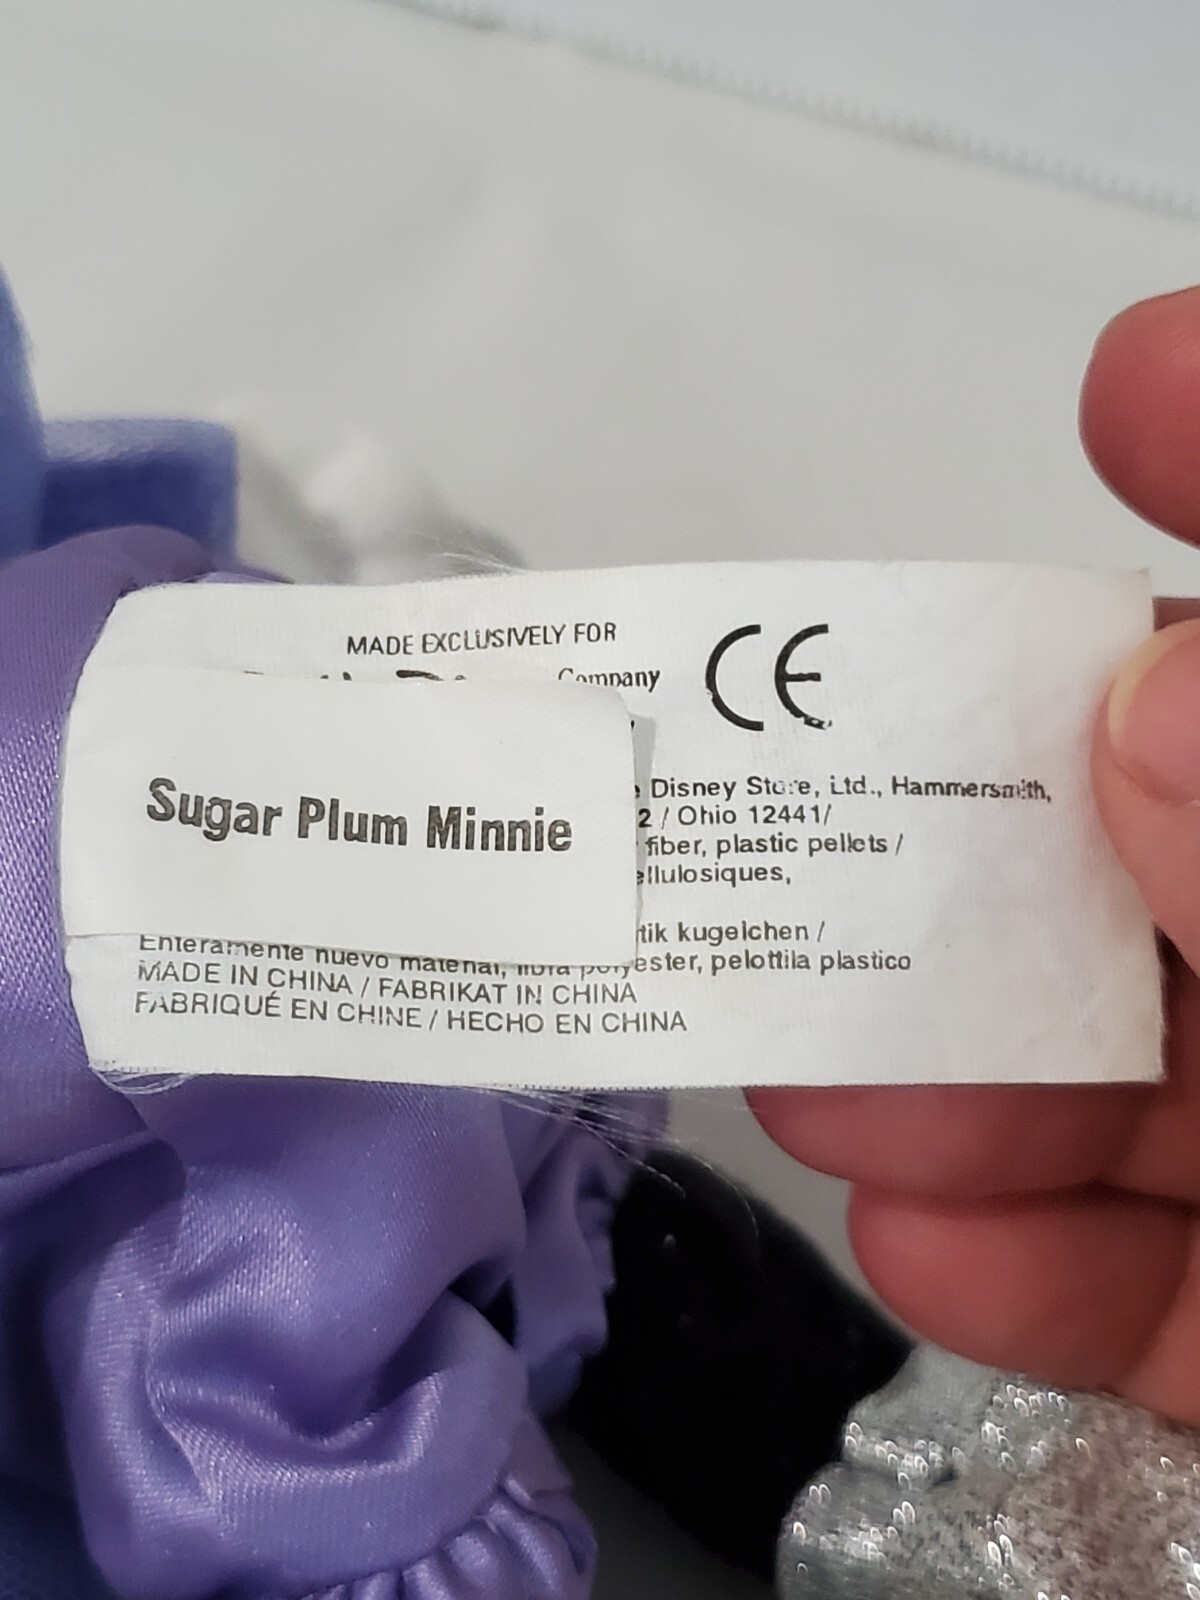 MADE EXCLUSIVELY FOR
Company
CE
Sugar Plum Minnie
Disney Store, Ltd., Hammersmith,
2 / Ohio 12441/
fiber, plastic pellets /
ellulosiques,
tik kugelchen /
Enteramente nuevo material, fibra polyester, pelottila plastico
MADE IN CHINA / FABRIKAT IN CHINA
FABRIQUÉ EN CHINE / HECHO EN CHINA